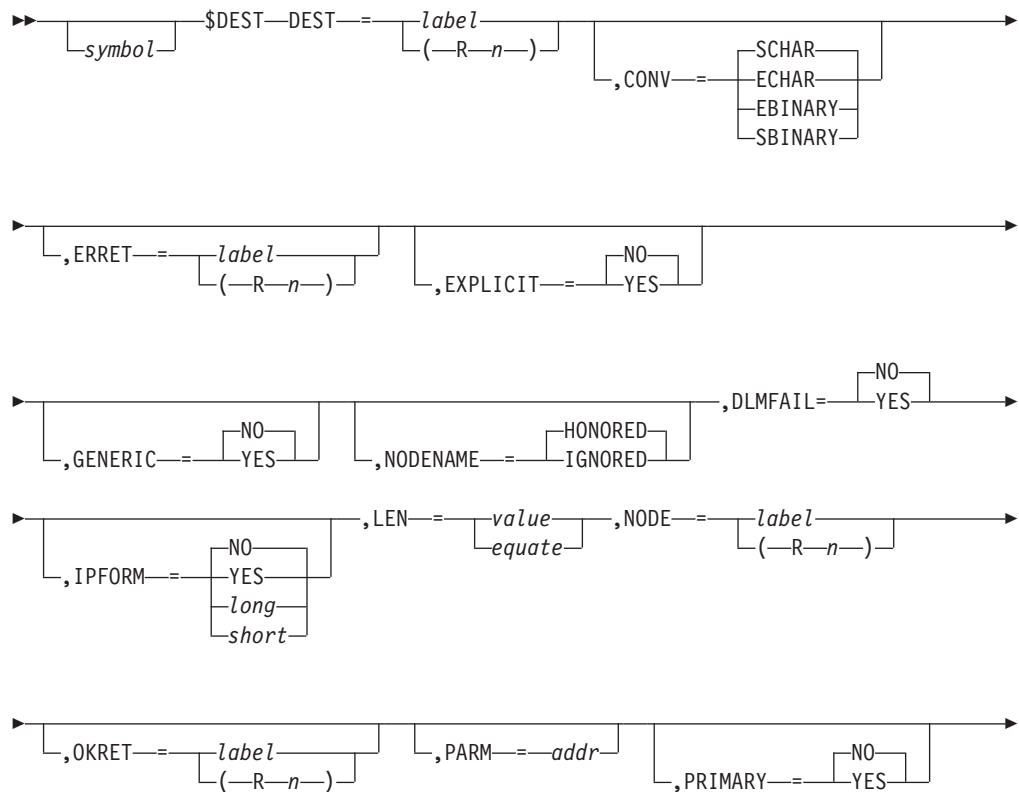 $DEST DEST = label ,CONV = SCHAR
symbol ( R n ) ECHAR
EBINARY
SBINARY
,ERRET = label ,EXPLICIT = NO
( R n ) YES
,GENERIC = NO ,NODENAME = HONORED ,DLMFAIL= NO
YES IGNORED YES
,IPFORM = NO ,LEN = value ,NODE = label
YES equate ( R n )
long
short
,OKRET = label ,PARM = addr ,PRIMARY = NO
( R n ) YES